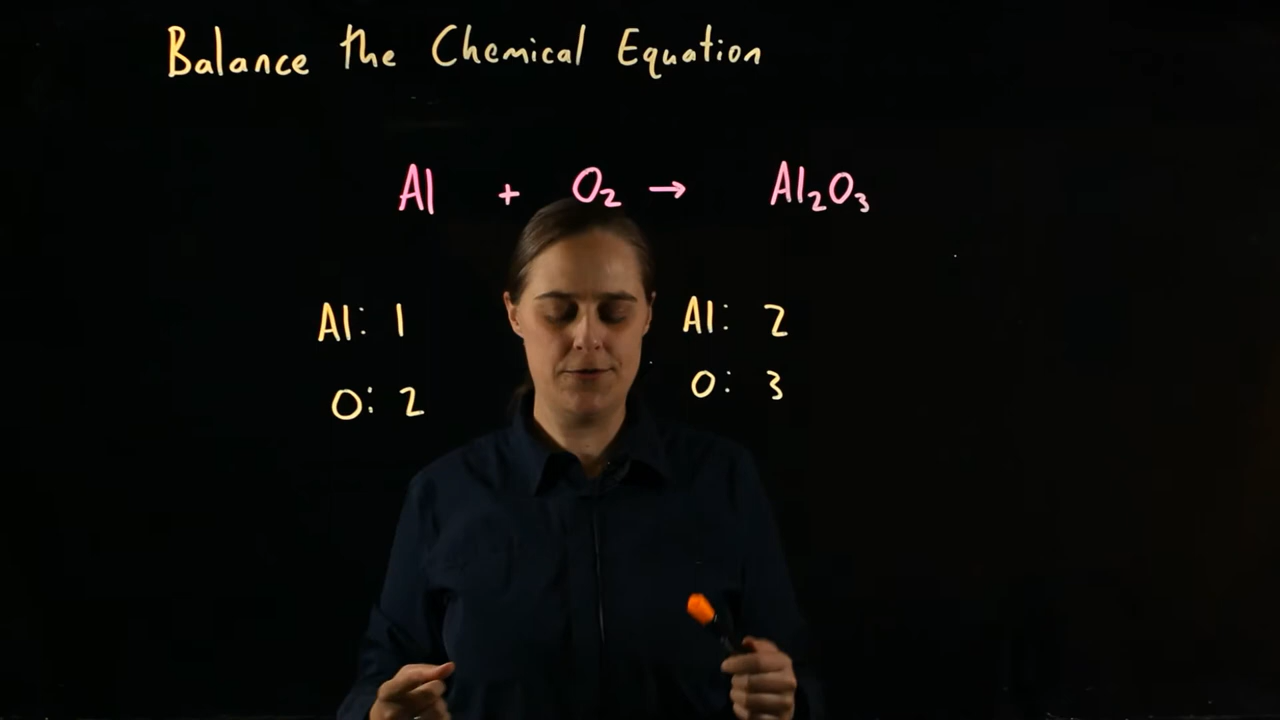 Balance the Chemical Equation
Al + O₂ → Al₂O₃
Al: 1 Al: 2
O: 2 O: 3